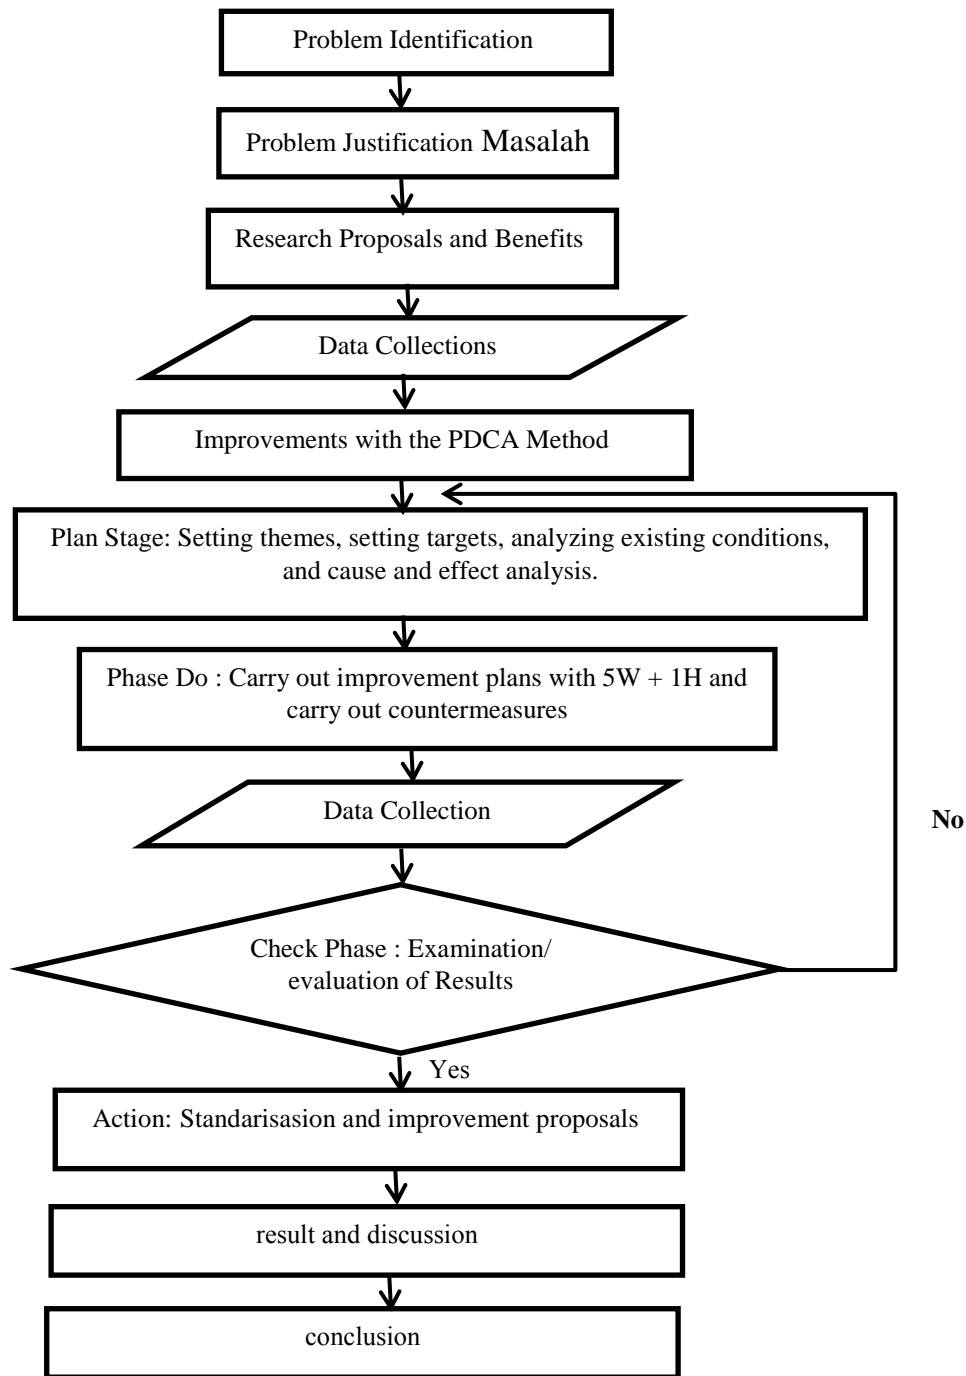 Problem Identification
Problem Justification Masalah
Research Proposals and Benefits
Data Collections
Improvements with the PDCA Method
Plan Stage: Setting themes, setting targets, analyzing existing conditions,
and cause and effect analysis.
Phase Do : Carry out improvement plans with 5W + 1H and
carry out countermeasures
Data Collection
No
Check Phase : Examination/
evaluation of Results
Yes
Action: Standarisasion and improvement proposals
result and discussion
conclusion